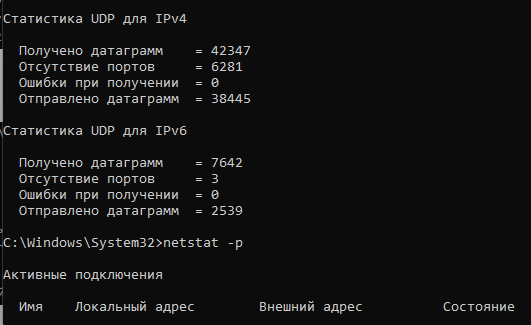 Статистика UDP для IPv4
Получено датаграмм = 42347
Отсутствие портов = 6281
Ошибки при получении = 0
Отправлено датаграмм = 38445
Статистика UDP для IPv6
Получено датаграмм = 7642
Отсутствие портов = 3
Ошибки при получении = 0
Отправлено датаграмм = 2539
C:\Windows\System32>netstat -p
Активные подключения
Имя Локальный адрес Внешний адрес Состояние